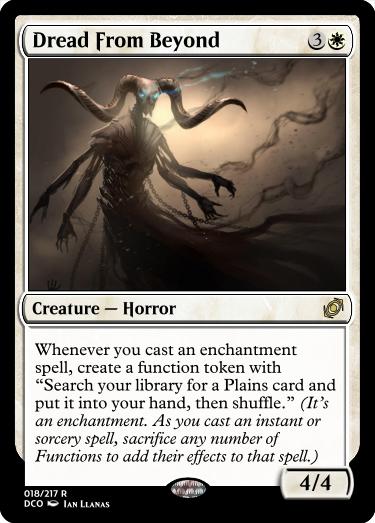 Dread From Beyond 3
Creature — Horror
Whenever you cast an enchantment
spell, create a function token with
“Search your library for a Plains card and
put it into your hand, then shuffle.” (It’s
an enchantment. As you cast an instant or
sorcery spell, sacrifice any number of
Functions to add their effects to that spell.)
4/4
018/217 R
DCO Ian Llanas